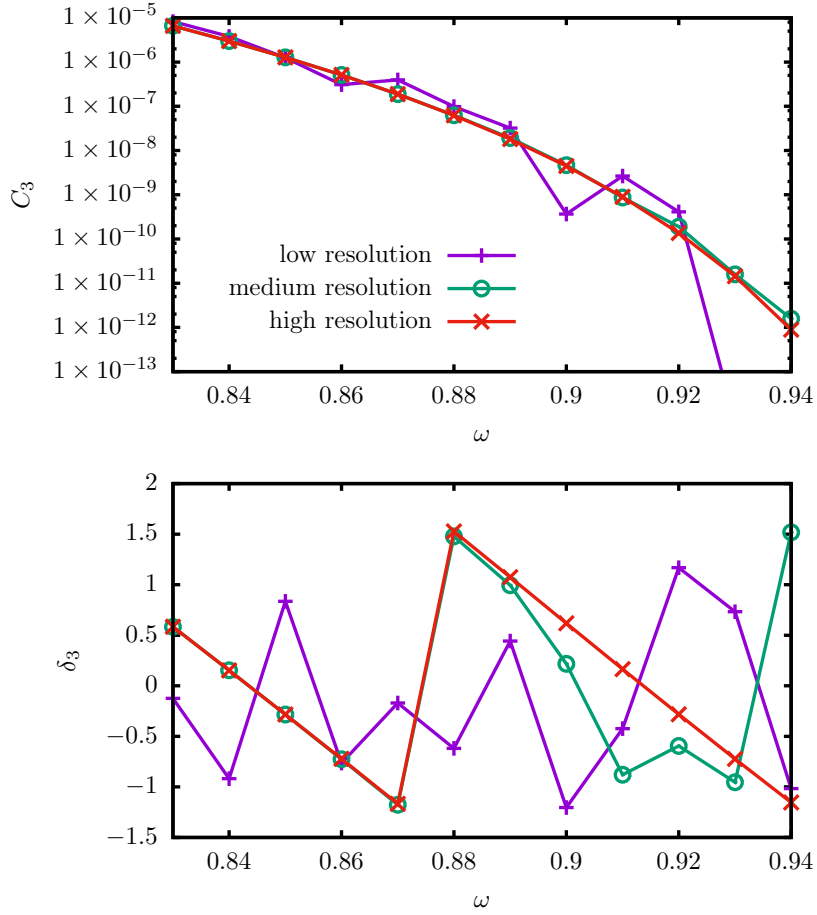 1 × 10⁻⁵
1 × 10⁻⁶
1 × 10⁻⁷
1 × 10⁻⁸
1 × 10⁻⁹
1 × 10⁻¹⁰
1 × 10⁻¹¹
1 × 10⁻¹²
1 × 10⁻¹³
C₃
low resolution
medium resolution
high resolution
0.84 0.86 0.88 0.9 0.92 0.94
ω
2
1.5
1
0.5
0
−0.5
−1
−1.5
δ₃
0.84 0.86 0.88 0.9 0.92 0.94
ω